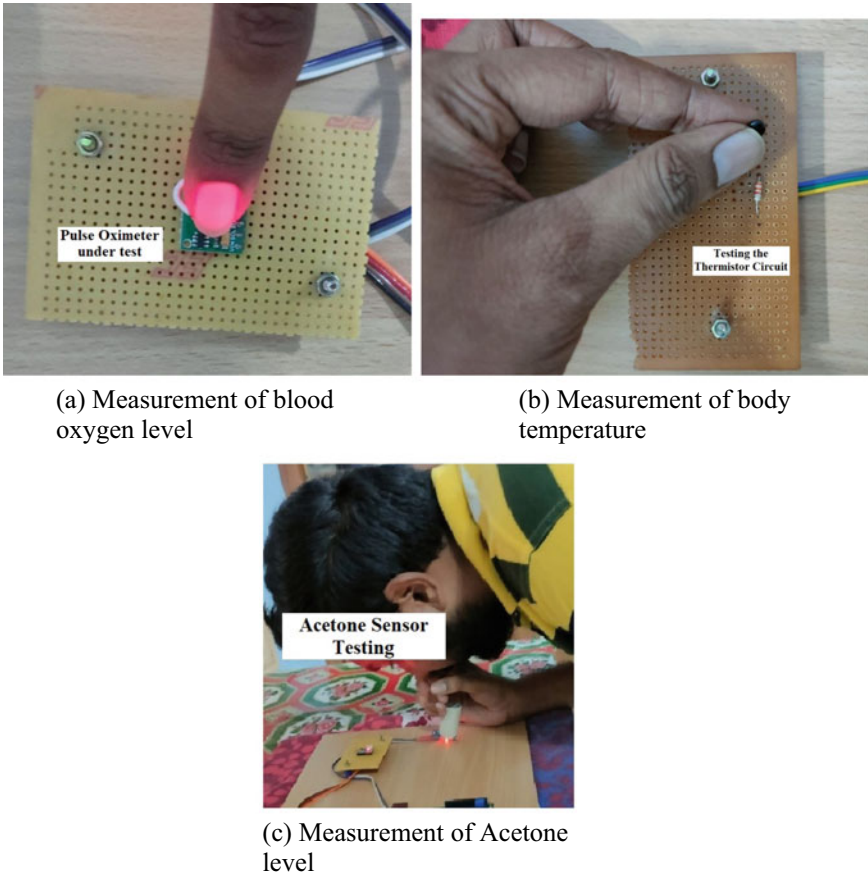 Pulse Oximeter
under test
Testing the
Thermistor Circuit
(a) Measurement of blood
oxygen level
(b) Measurement of body
temperature
Acetone Sensor
Testing
(c) Measurement of Acetone
level